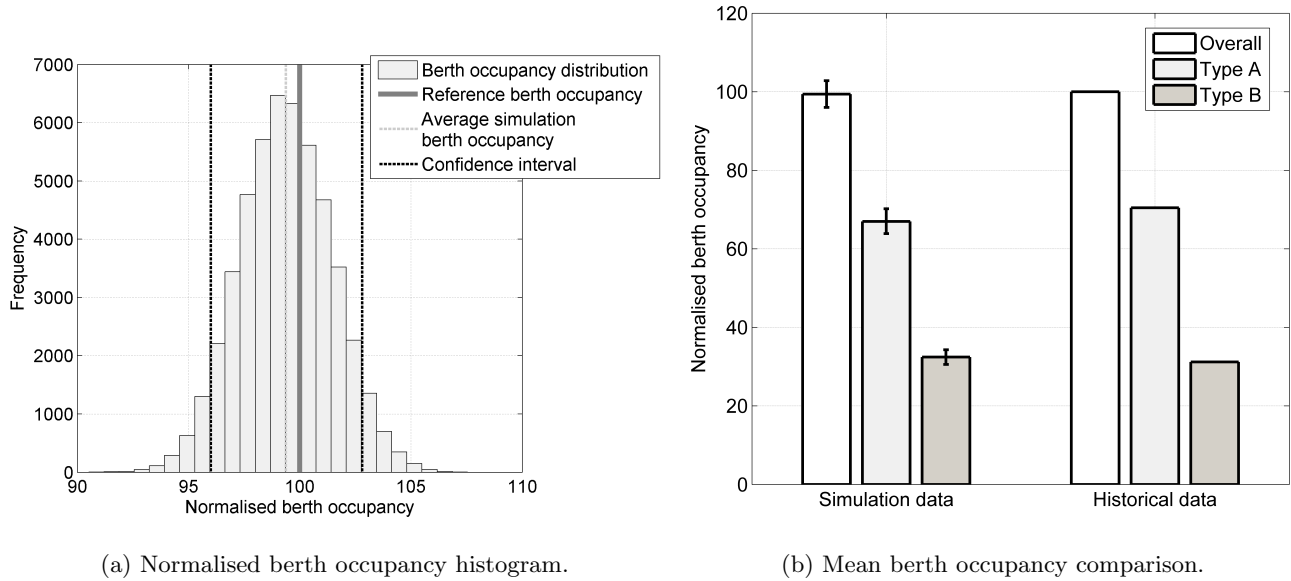 7000
6000
5000
4000
3000
2000
1000
0
Frequency
90
95
100
105
110
Normalised berth occupancy
Berth occupancy distribution
Reference berth occupancy
Average simulation
berth occupancy
Confidence interval
(a) Normalised berth occupancy histogram.
120
100
80
60
40
20
0
Normalised berth occupancy
Overall
Type A
Type B
Simulation data
Historical data
(b) Mean berth occupancy comparison.